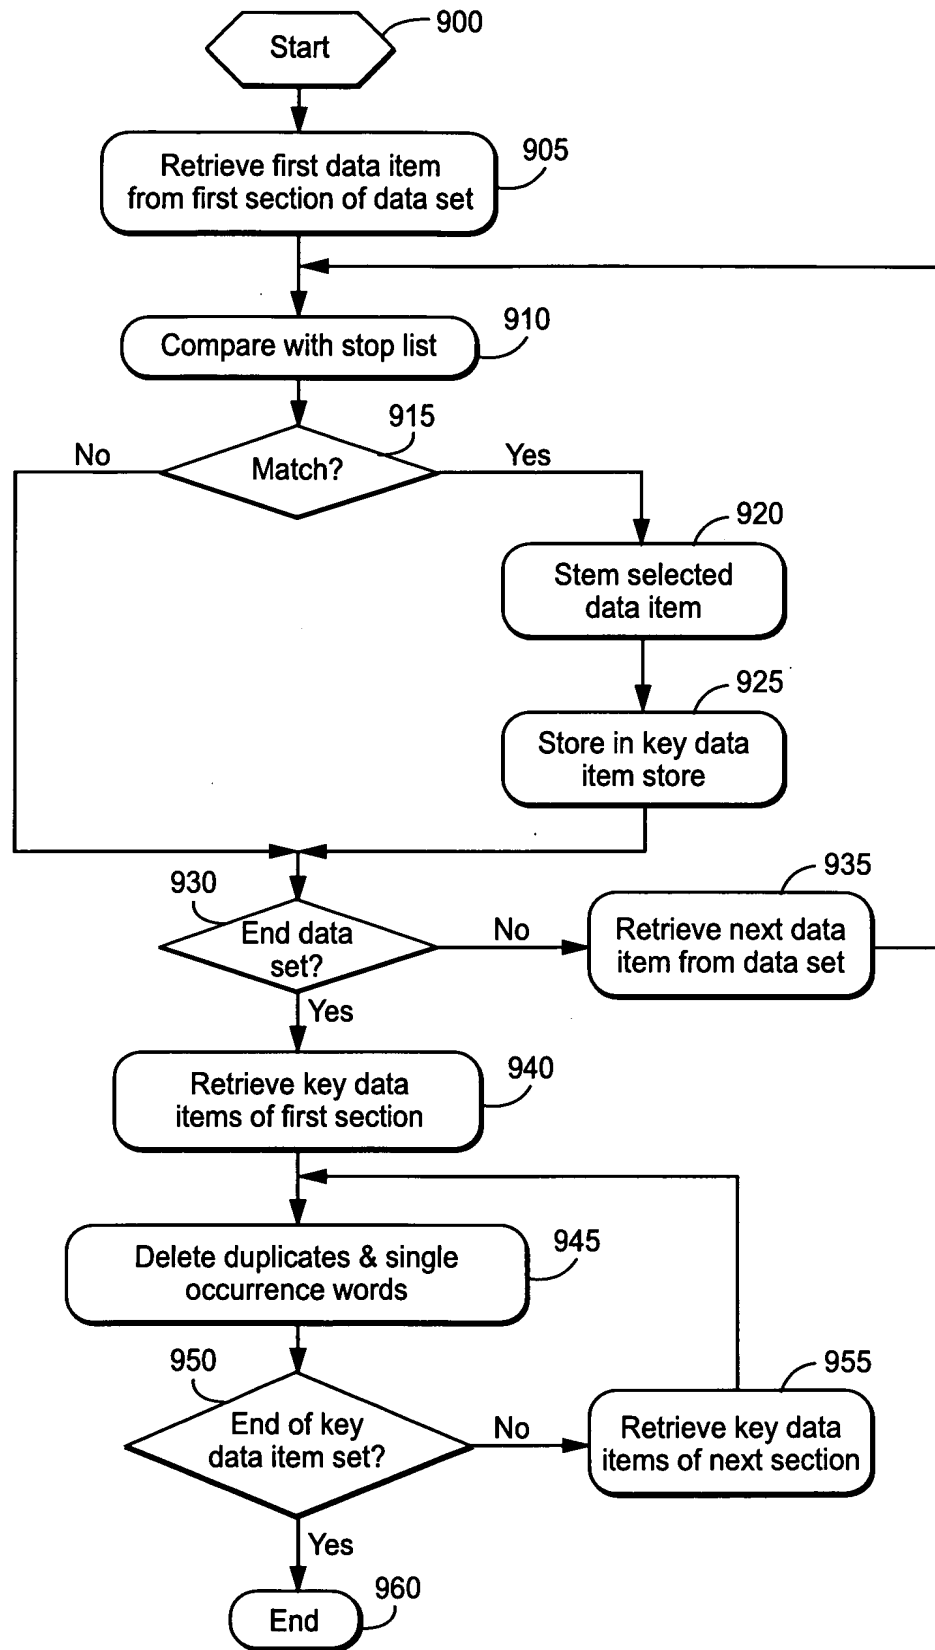 Start
900
Retrieve first data item
from first section of data set
905
Compare with stop list
910
Match?
915
No
Yes
Stem selected
data item
920
Store in key data
item store
925
End data
set?
930
No
Yes
Retrieve next data
item from data set
935
Retrieve key data
items of first section
940
Delete duplicates & single
occurrence words
945
End of key
data item set?
950
No
Yes
Retrieve key data
items of next section
955
End
960